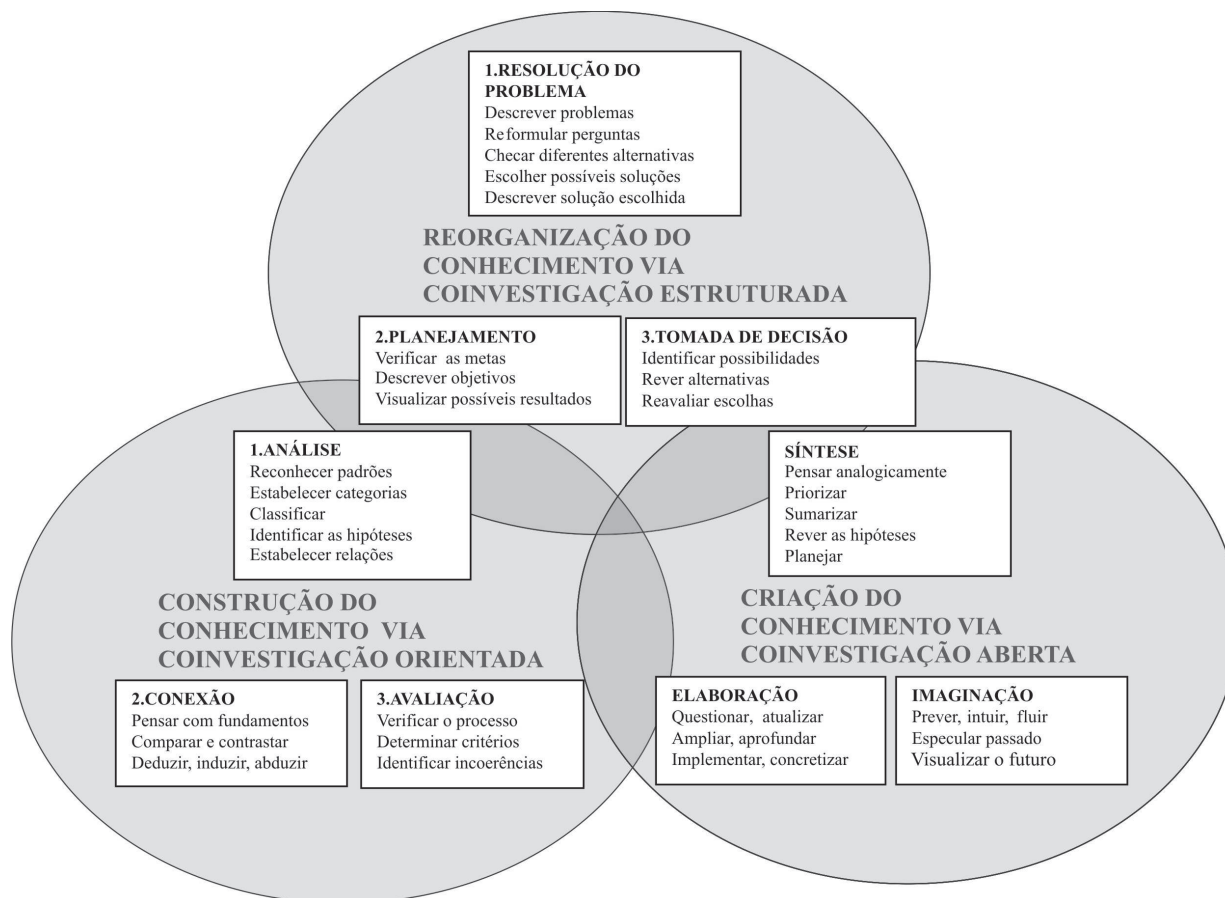 1.RESOLUÇÃO DO
PROBLEMA
Descrever problemas
Reformular perguntas
Checar diferentes alternativas
Escolher possíveis soluções
Descrever solução escolhida
REORGANIZAÇÃO DO
CONHECIMENTO VIA
COINVESTIGAÇÃO ESTRUTURADA
2.PLANEJAMENTO
Verificar as metas
Descrever objetivos
Visualizar possíveis resultados
3.TOMADA DE DECISÃO
Identificar possibilidades
Rever alternativas
Reavaliar escolhas
1.ANÁLISE
Reconhecer padrões
Estabelecer categorias
Classificar
Identificar as hipóteses
Estabelecer relações
SÍNTESE
Pensar analogicamente
Priorizar
Sumarizar
Rever as hipóteses
Planejar
CONSTRUÇÃO DO
CONHECIMENTO VIA
COINVESTIGAÇÃO ORIENTADA
CRIAÇÃO DO
CONHECIMENTO VIA
COINVESTIGAÇÃO ABERTA
2.CONEXÃO
Pensar com fundamentos
Comparar e contrastar
Deduzir, induzir, abduzir
3.AVALIAÇÃO
Verificar o processo
Determinar critérios
Identificar incoerências
ELABORAÇÃO
Questionar, atualizar
Ampliar, aprofundar
Implementar, concretizar
IMAGINAÇÃO
Prever, intuir, fluir
Especular passado
Visualizar o futuro